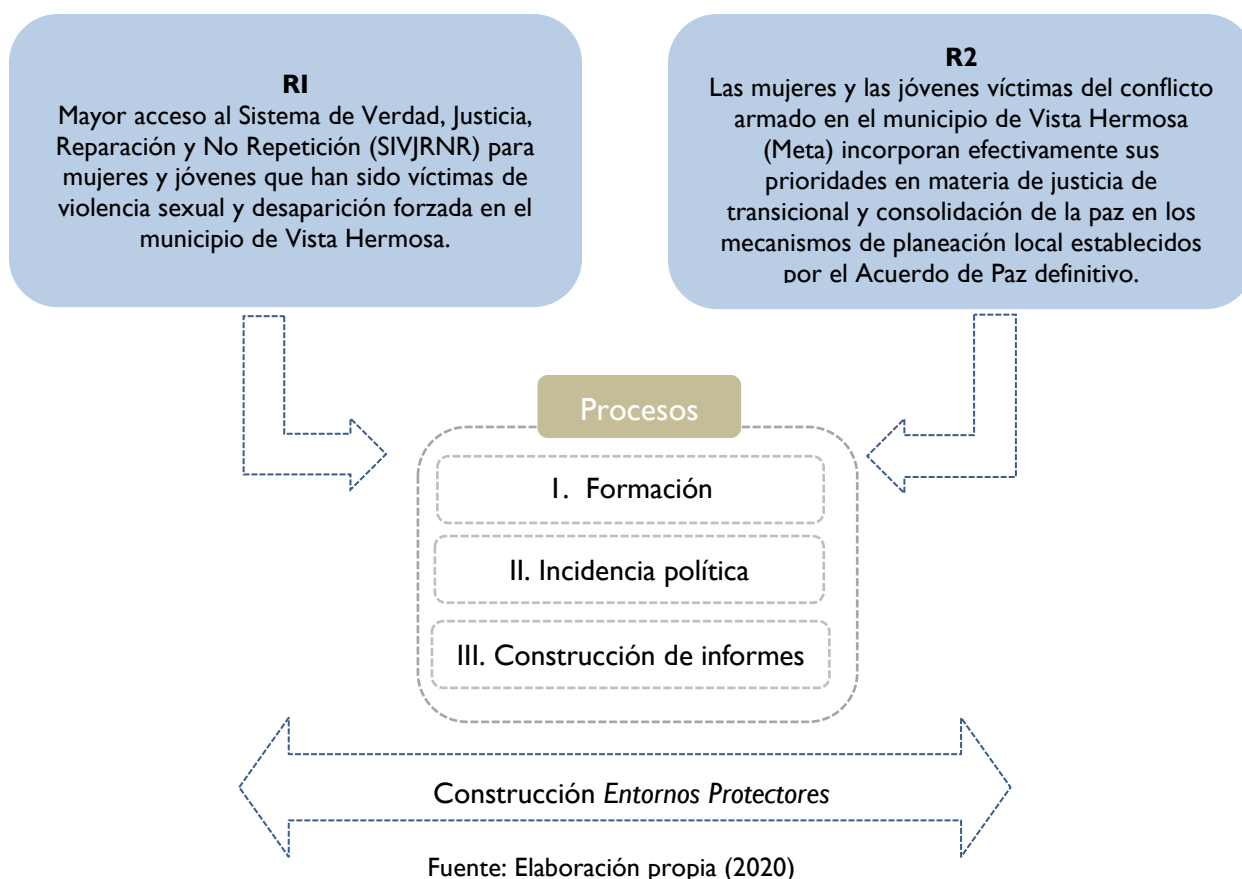 R1
Mayor acceso al Sistema de Verdad, Justicia,
Reparación y No Repetición (SIVJRNR) para
mujeres y jóvenes que han sido víctimas de
violencia sexual y desaparición forzada en el
municipio de Vista Hermosa.
R2
Las mujeres y las jóvenes víctimas del conflicto
armado en el municipio de Vista Hermosa
(Meta) incorporan efectivamente sus
prioridades en materia de justicia de
transicional y consolidación de la paz en los
mecanismos de planeación local establecidos
por el Acuerdo de Paz definitivo.
Procesos
I. Formación
II. Incidencia política
III. Construcción de informes
Construcción Entornos Protectores
Fuente: Elaboración propia (2020)